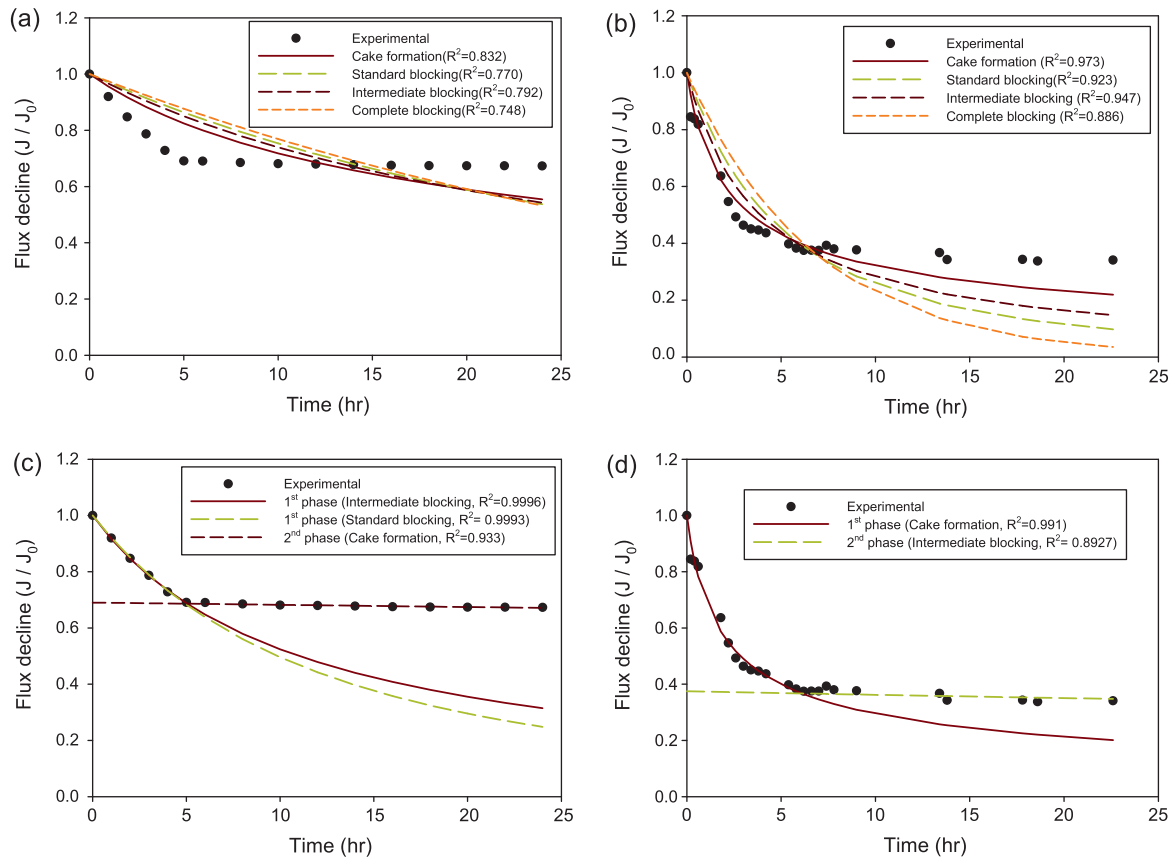 (a)
1.2
1.0
0.8
0.6
0.4
0.2
0.0
Flux decline (J / J₀)
0 5 10 15 20 25
Time (hr)
Experimental
Cake formation(R²=0.832)
Standard blocking(R²=0.770)
Intermediate blocking(R²=0.792)
Complete blocking(R²=0.748)
(b)
1.2
1.0
0.8
0.6
0.4
0.2
0.0
Flux decline (J / J₀)
0 5 10 15 20 25
Time (hr)
Experimental
Cake formation (R²=0.973)
Standard blocking(R²=0.923)
Intermediate blocking (R²=0.947)
Complete blocking (R²=0.886)
(c)
1.2
1.0
0.8
0.6
0.4
0.2
0.0
Flux decline (J / J₀)
0 5 10 15 20 25
Time (hr)
Experimental
1ˢᵗ phase (Intermediate blocking, R²=0.9996)
1ˢᵗ phase (Standard blocking, R²= 0.9993)
2ⁿᵈ phase (Cake formation, R²=0.933)
(d)
1.2
1.0
0.8
0.6
0.4
0.2
0.0
Flux decline (J / J₀)
0 5 10 15 20 25
Time (hr)
Experimental
1ˢᵗ phase (Cake formation, R²=0.991)
2ⁿᵈ phase (Intermediate blocking, R²= 0.8927)